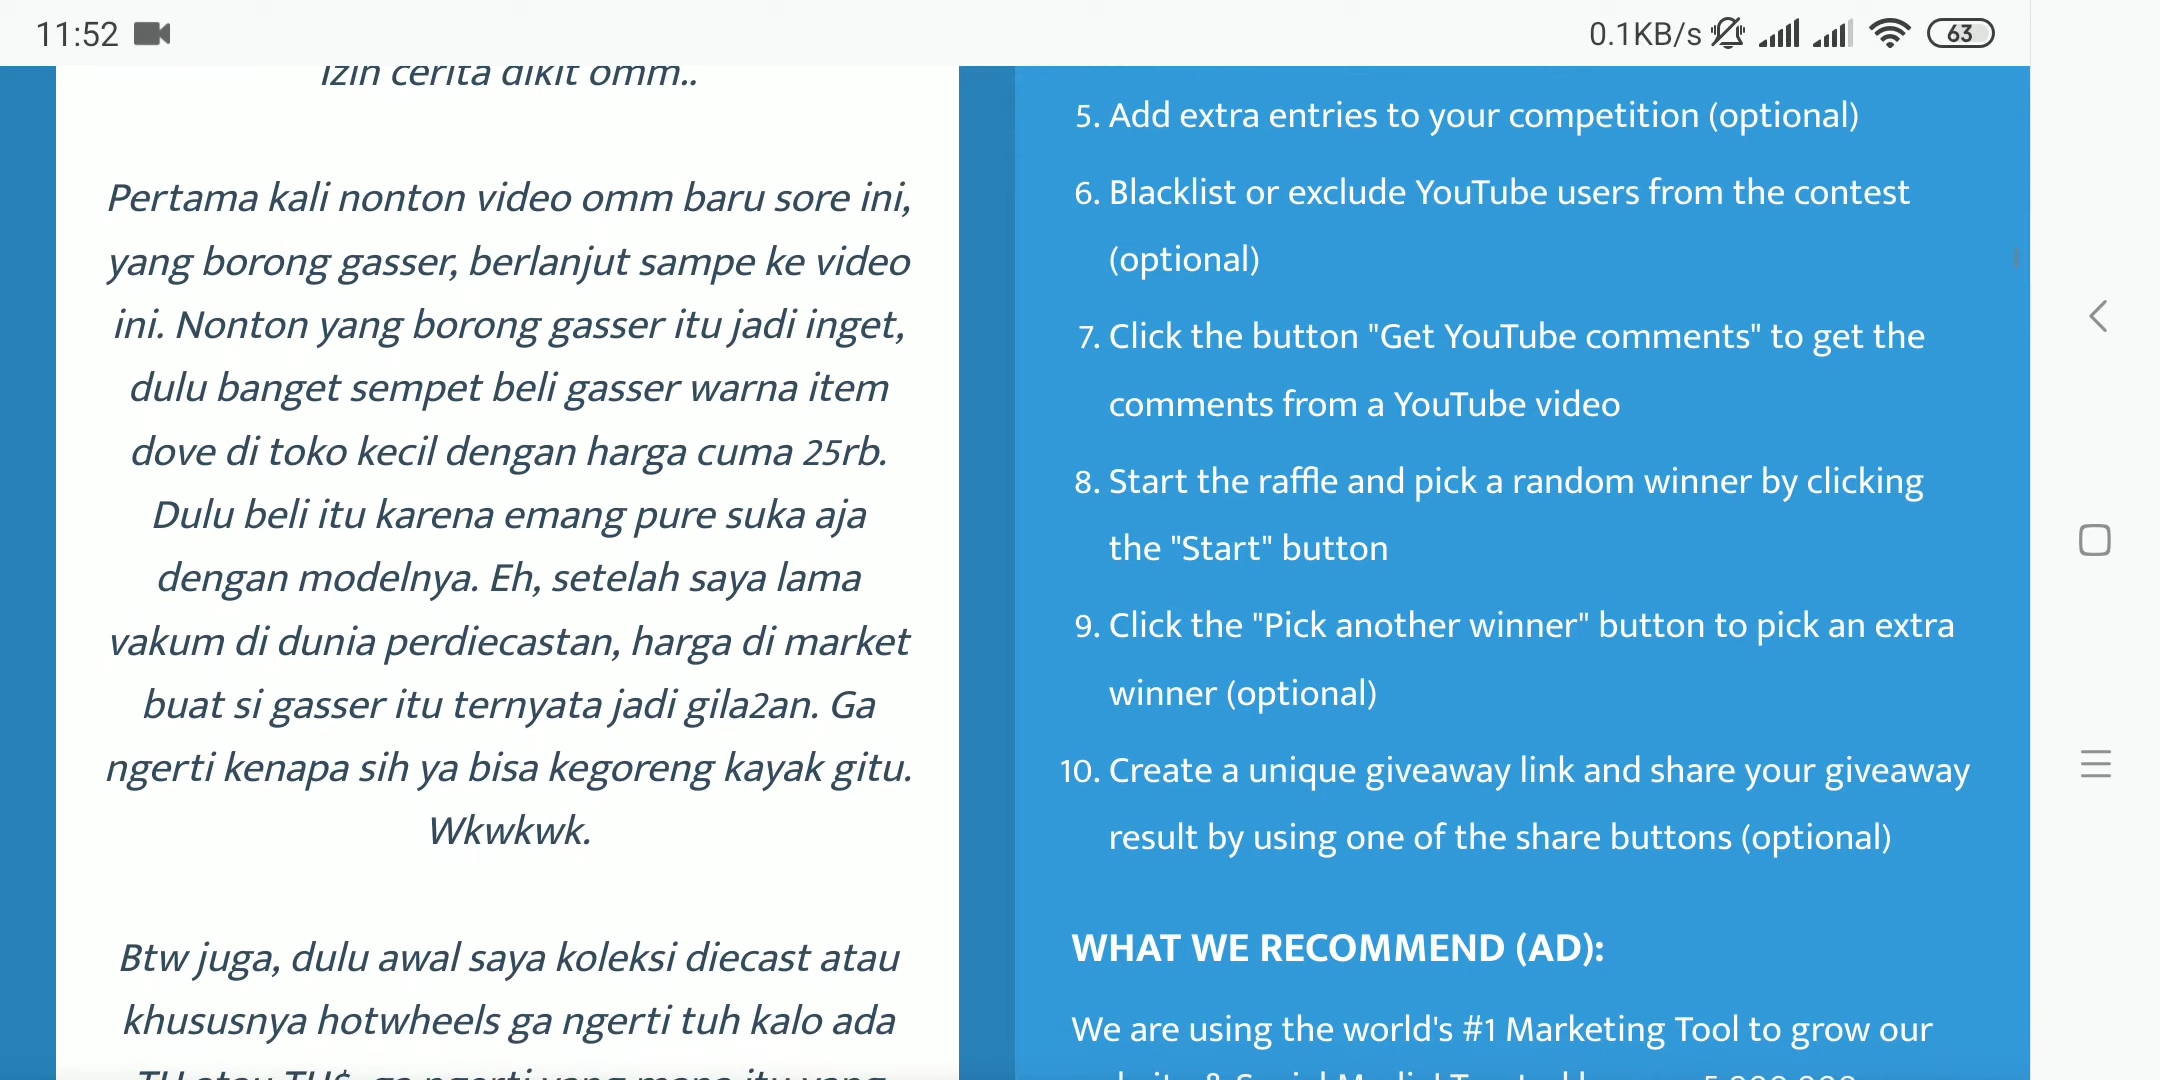 11:52
0.1KB/s
63
Izin cerita dikit omm..
Pertama kali nonton video omm baru sore ini,
yang borong gasser, berlanjut sampe ke video
ini. Nonton yang borong gasser itu jadi inget,
dulu banget sempet beli gasser warna item
dove di toko kecil dengan harga cuma 25rb.
Dulu beli itu karena emang pure suka aja
dengan modelnya. Eh, setelah saya lama
vakum di dunia perdiecastan, harga di market
buat si gasser itu ternyata jadi gila2an. Ga
ngerti kenapa sih ya bisa kegoreng kayak gitu.
Wkwkwk.
Btw juga, dulu awal saya koleksi diecast atau
khususnya hotwheels ga ngerti tuh kalo ada
TH atau TH$, ga ngerti yang mana itu yang
5. Add extra entries to your competition (optional)
6. Blacklist or exclude YouTube users from the contest
(optional)
7. Click the button "Get YouTube comments" to get the
comments from a YouTube video
8. Start the raffle and pick a random winner by clicking
the "Start" button
9. Click the "Pick another winner" button to pick an extra
winner (optional)
10. Create a unique giveaway link and share your giveaway
result by using one of the share buttons (optional)
WHAT WE RECOMMEND (AD):
We are using the world's #1 Marketing Tool to grow our